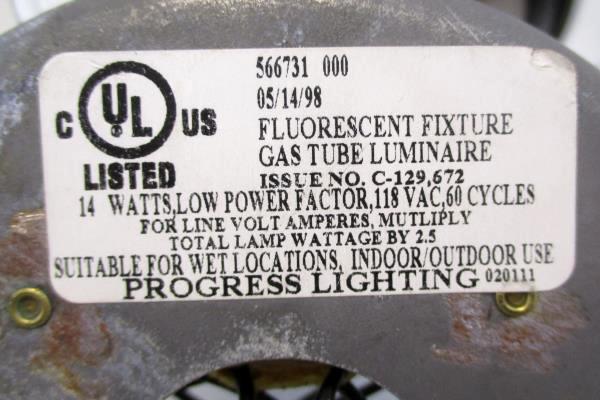 566731 000
05/14/98
C UL US
LISTED
FLUORESCENT FIXTURE
GAS TUBE LUMINAIRE
ISSUE NO. C-129,672
14 WATTS,LOW POWER FACTOR,118 VAC,60 CYCLES
FOR LINE VOLT AMPERES, MUTLIPLY
TOTAL LAMP WATTAGE BY 2.5
SUITABLE FOR WET LOCATIONS, INDOOR/OUTDOOR USE
PROGRESS LIGHTING 020111